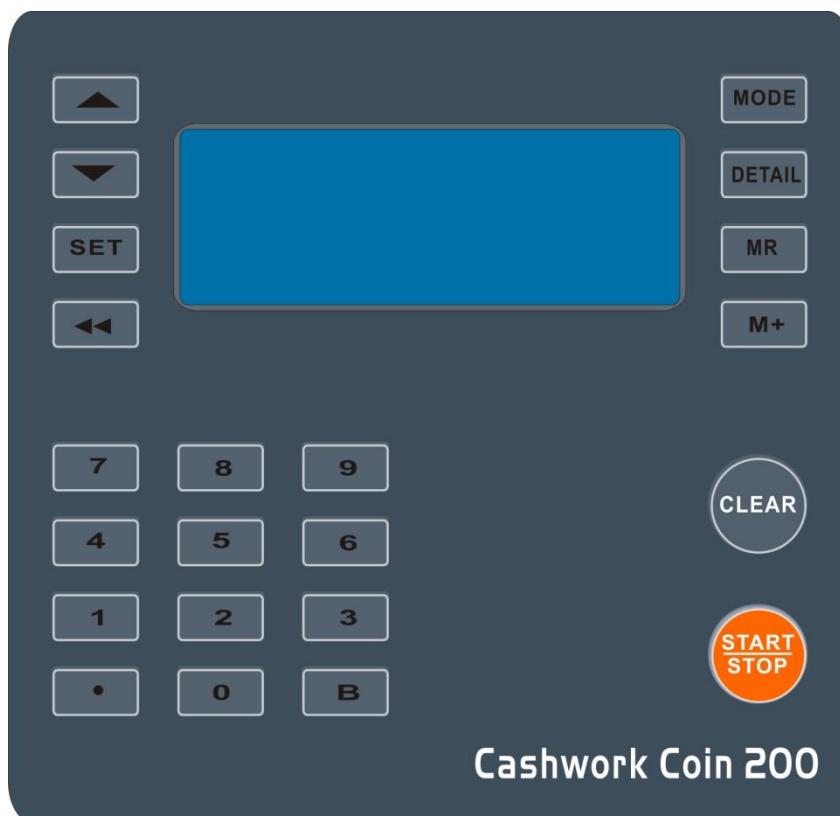 ▲
MODE
▼
DETAIL
SET
MR
◀◀
M+
7 8 9
CLEAR
4 5 6
1 2 3
START
STOP
• 0 B
Cashwork Coin 200